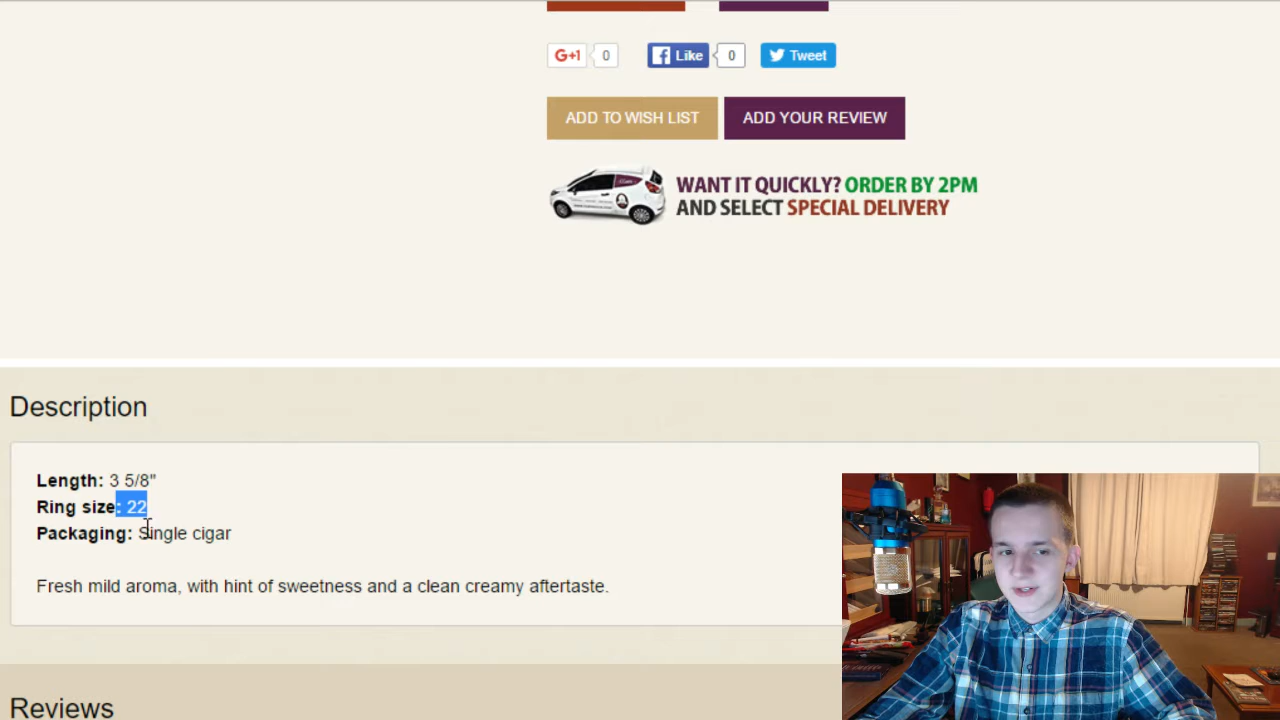 G+1 0 Like 0 Tweet
ADD TO WISH LIST ADD YOUR REVIEW
WANT IT QUICKLY? ORDER BY 2PM
AND SELECT SPECIAL DELIVERY
Description
Length: 3 5/8"
Ring size: 22
Packaging: Single cigar
Fresh mild aroma, with hint of sweetness and a clean creamy aftertaste.
Reviews